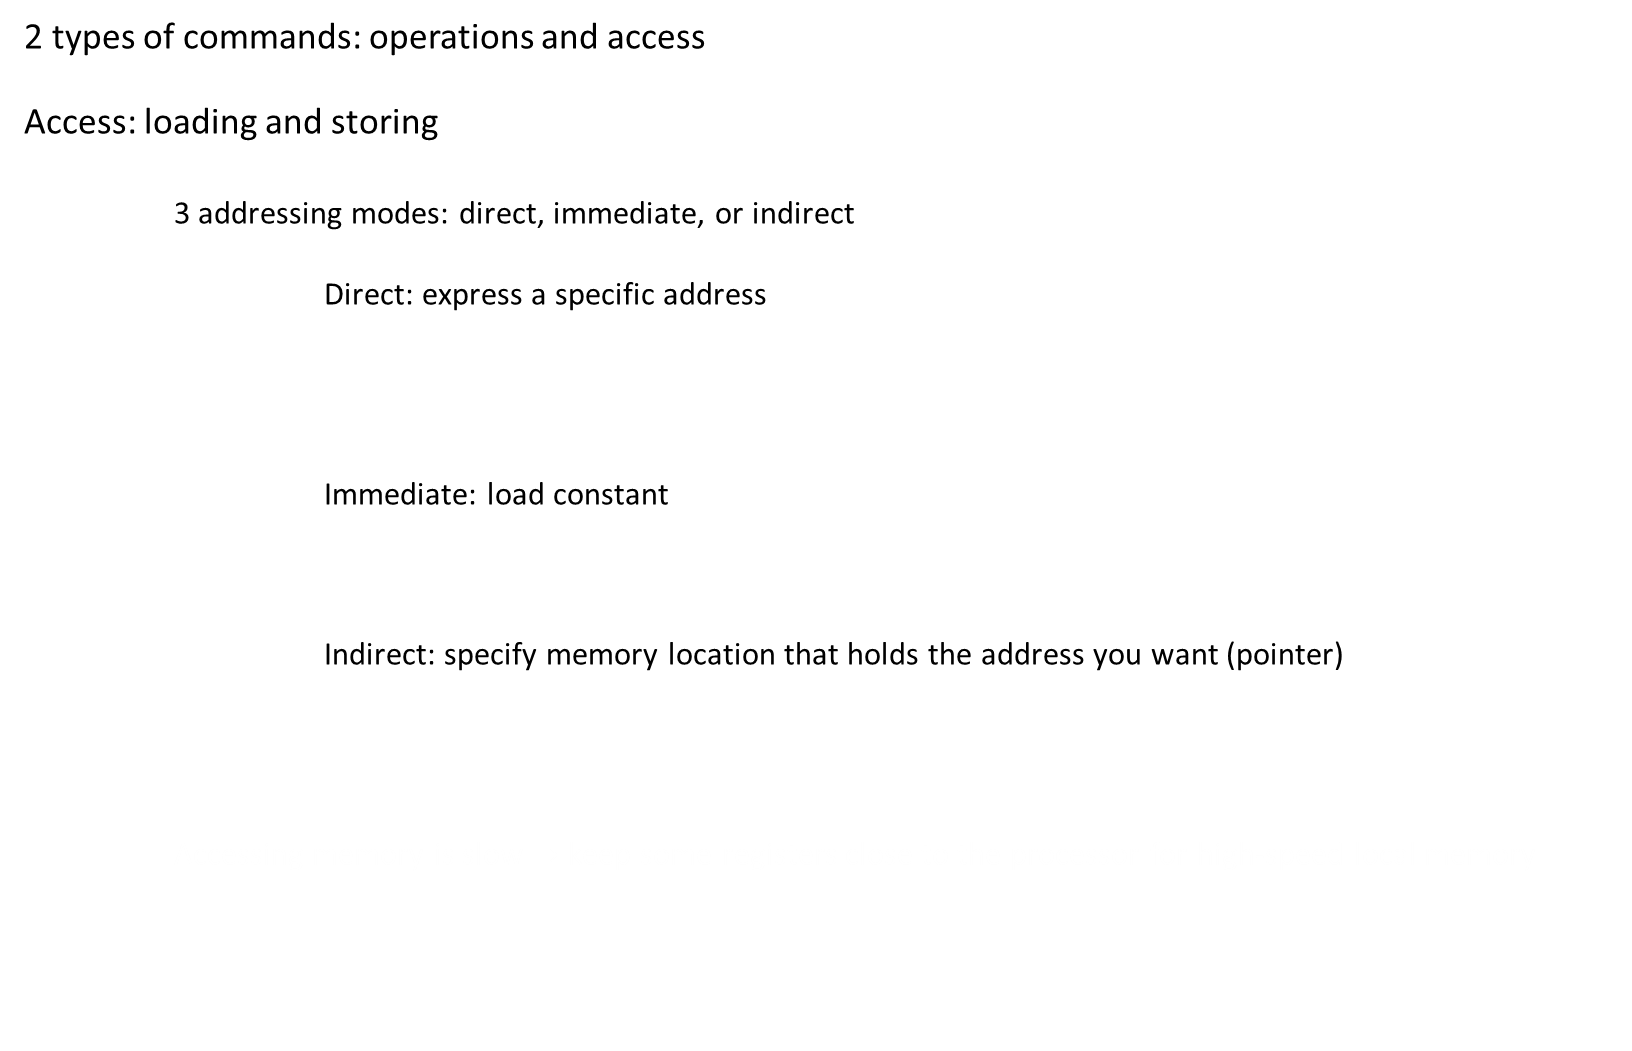 2 types of commands: operations and access
Access: loading and storing
3 addressing modes: direct, immediate, or indirect
Direct: express a specific address
Immediate: load constant
Indirect: specify memory location that holds the address you want (pointer)